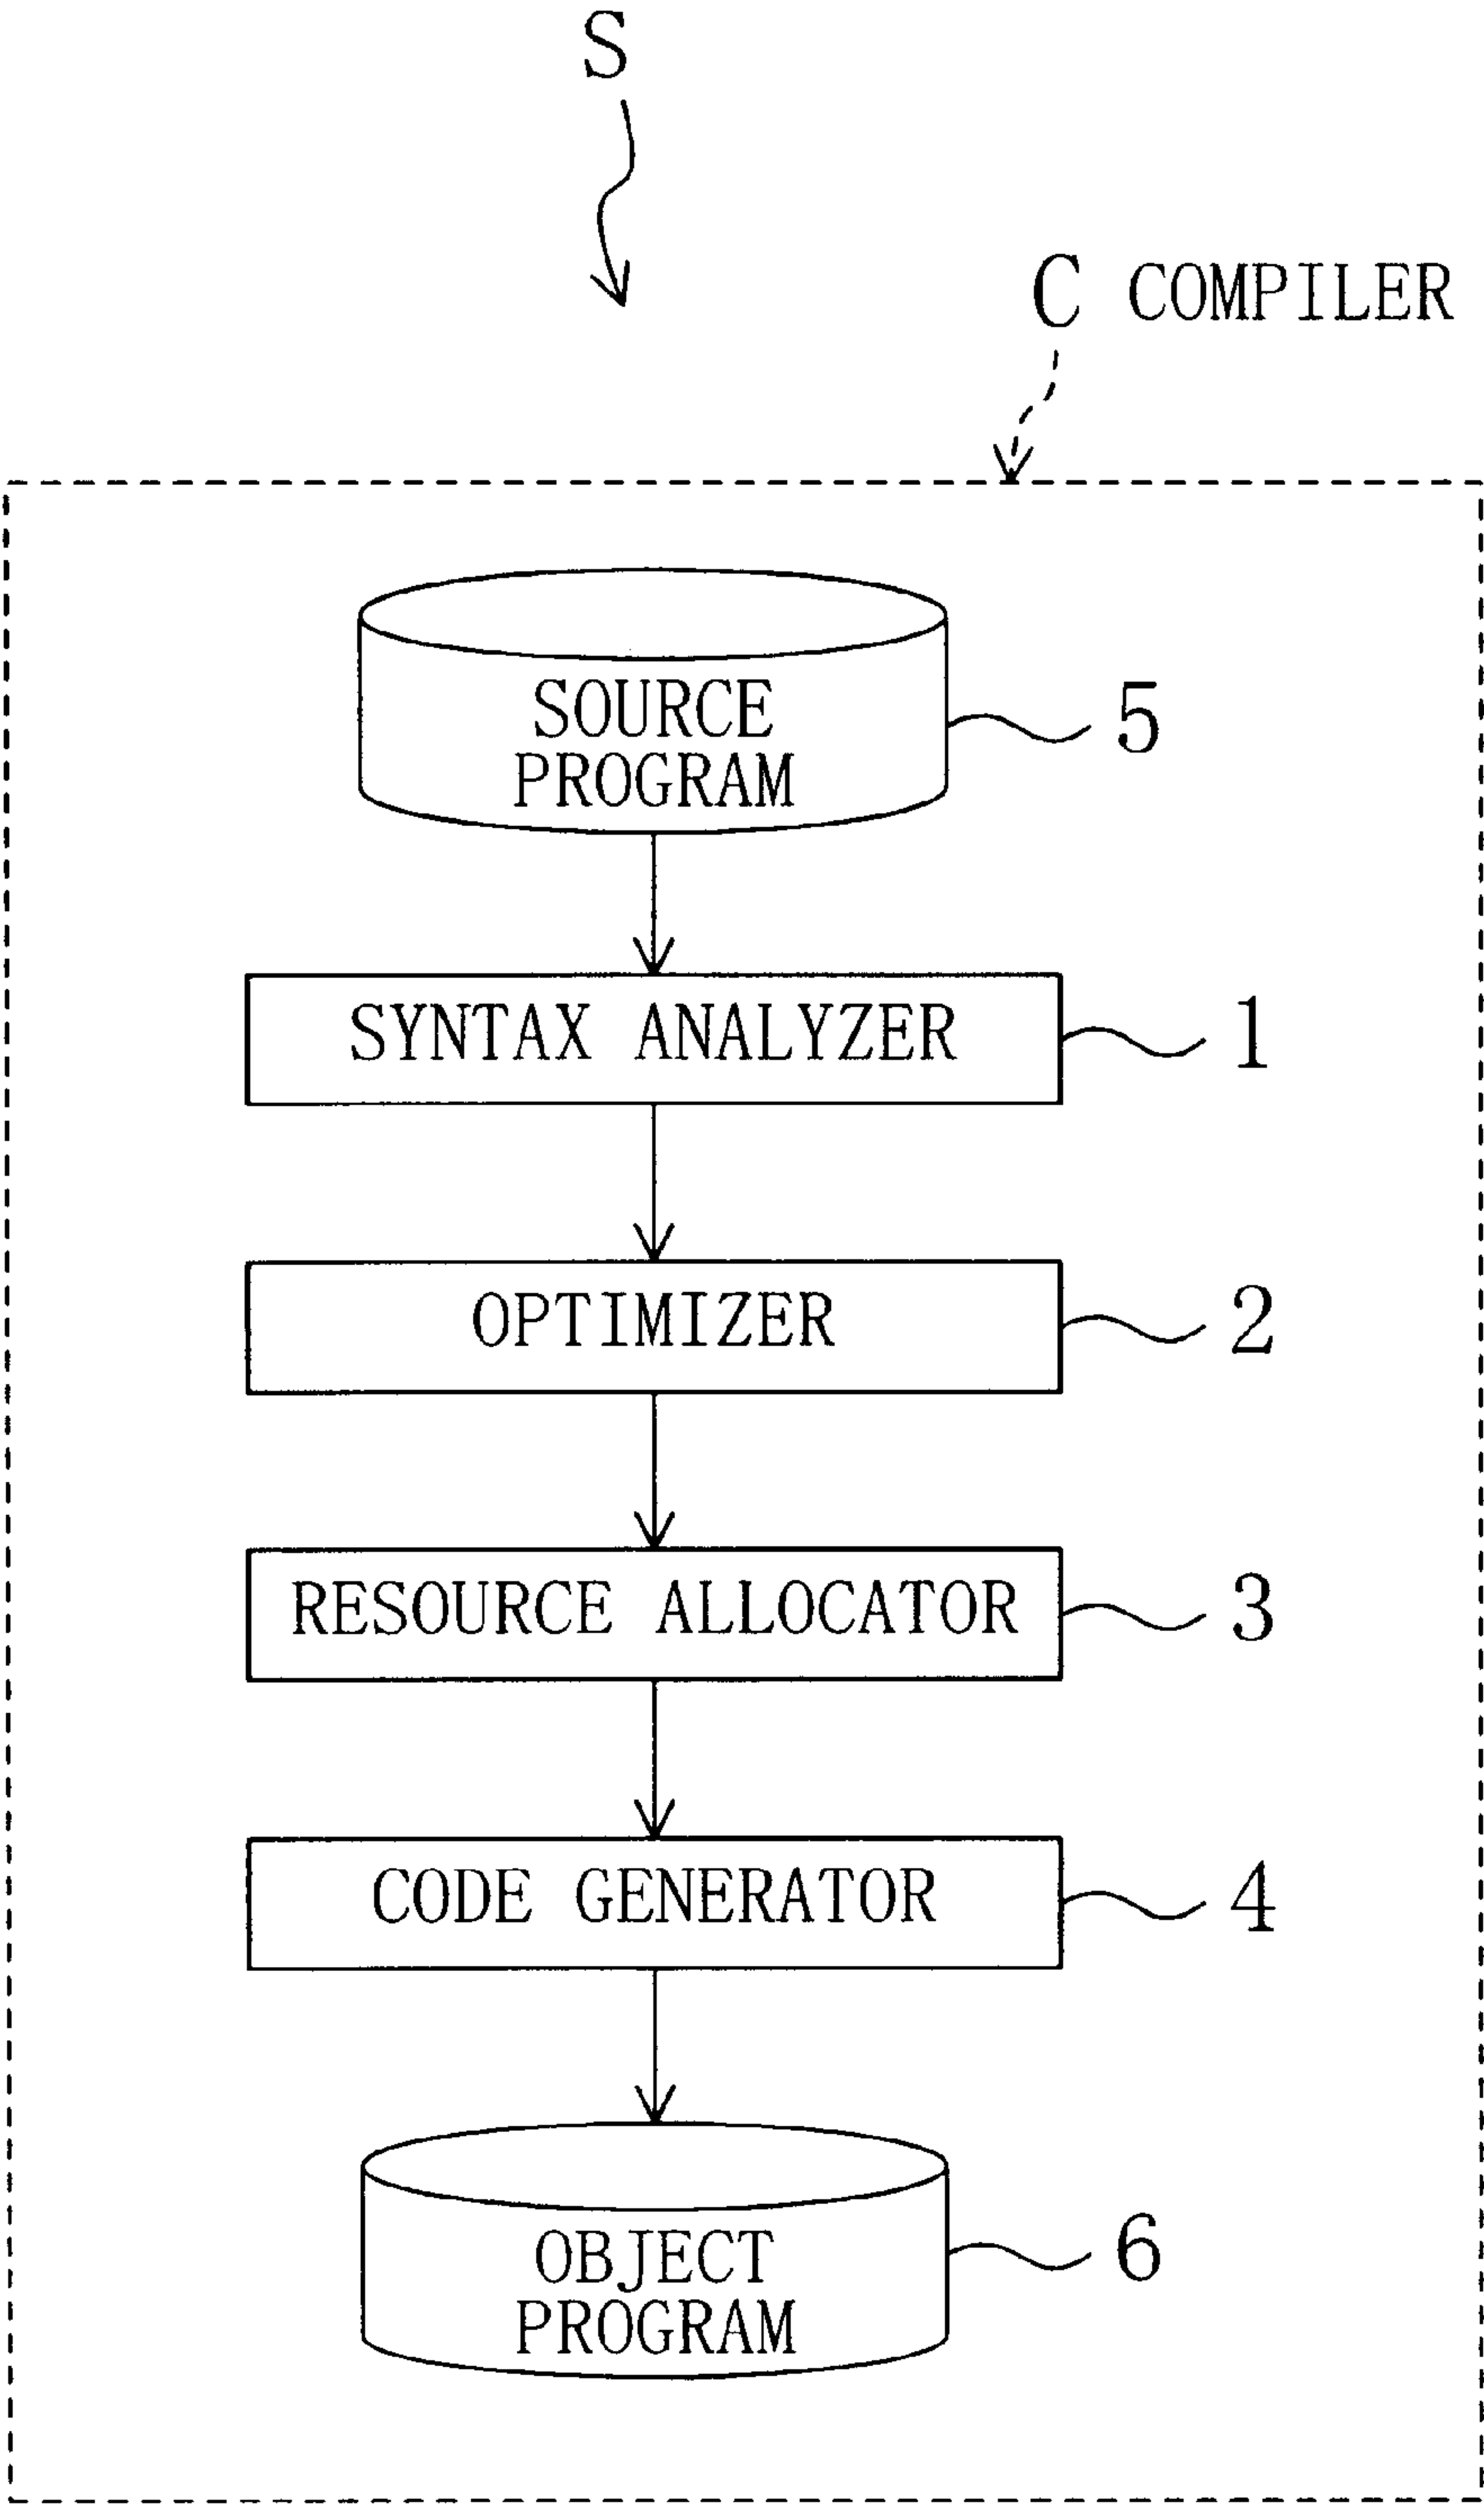 S
C COMPILER
SOURCE
PROGRAM
5
SYNTAX ANALYZER
1
OPTIMIZER
2
RESOURCE ALLOCATOR
3
CODE GENERATOR
4
OBJECT
PROGRAM
6